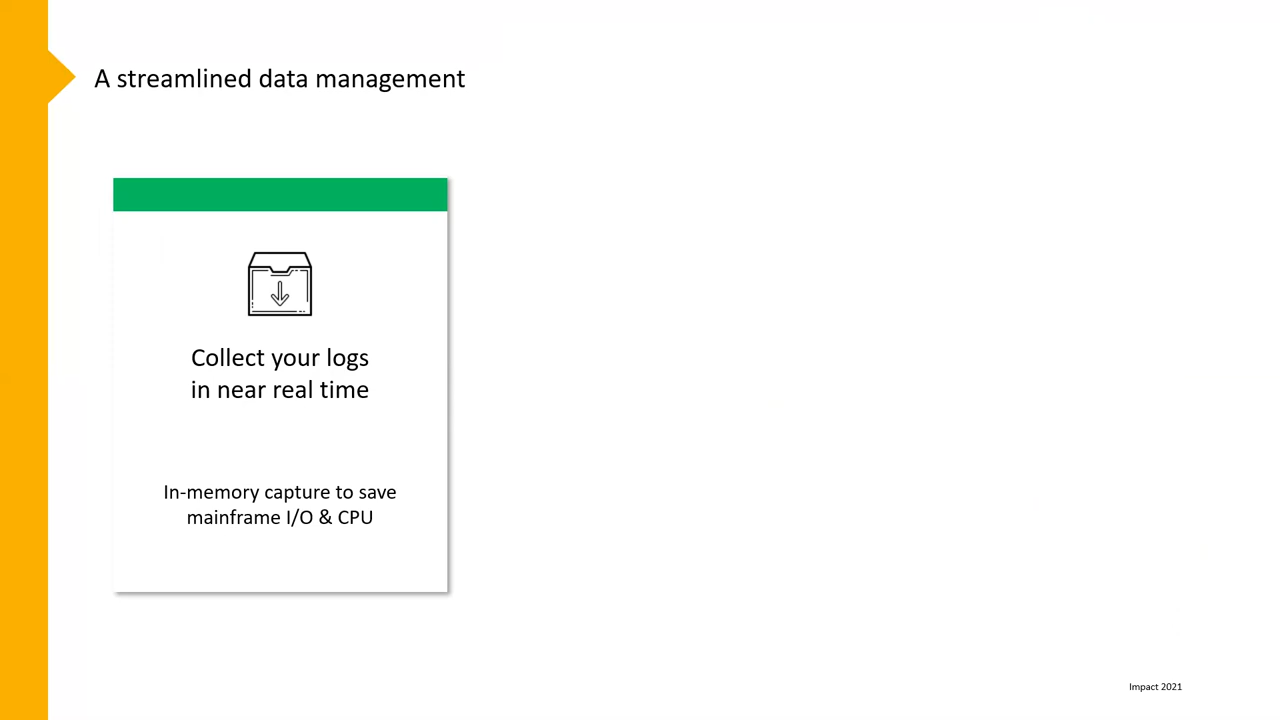 A streamlined data management
Collect your logs
in near real time
In-memory capture to save
mainframe I/O & CPU
Impact 2021